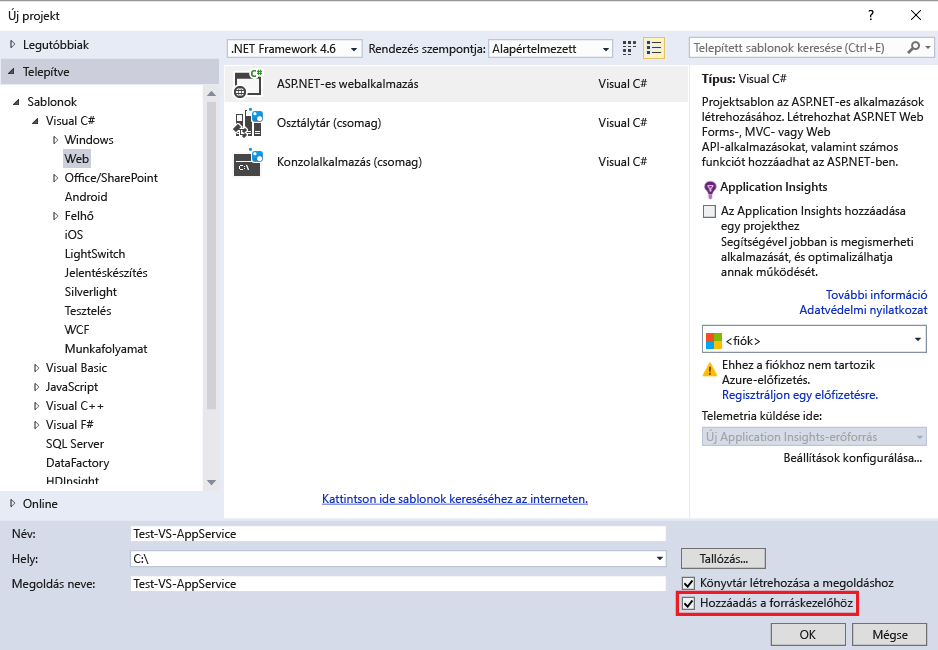 Új projekt
?
Legutóbbiak
.NET Framework 4.6
Rendezés szempontja:
Alapértelmezett
Telepített sablonok keresése (Ctrl+E)
Telepítve
Sablonok
Visual C#
Windows
Web
Office/SharePoint
Android
Felhő
iOS
LightSwitch
Jelentéskészítés
Silverlight
Tesztelés
WCF
Munkafolyamat
Visual Basic
JavaScript
Visual C++
Visual F#
SQL Server
DataFactory
HDInsight
Online
ASP.NET-es webalkalmazás
Visual C#
Osztálytár (csomag)
Visual C#
Konzolalkalmazás (csomag)
Visual C#
Kattintson ide sablonok kereséséhez az interneten.
Típus: Visual C#
Projektsablon az ASP.NET-es alkalmazások
létrehozásához. Létrehozhat ASP.NET Web
Forms-, MVC- vagy Web
API-alkalmazásokat, valamint számos
funkciót hozzáadhat az ASP.NET-ben.
Application Insights
Az Application Insights hozzáadása
egy projekthez
Segítségével jobban is megismerheti
alkalmazását, és optimalizálhatja
annak működését.
További információ
Adatvédelmi nyilatkozat
<fiók>
Ehhez a fiókhoz nem tartozik
Azure-előfizetés.
Regisztráljon egy előfizetésre.
Telemetria küldése ide:
Új Application Insights-erőforrás
Beállítások konfigurálása...
Név:
Test-VS-AppService
Hely:
C:\
Tallózás...
Megoldás neve:
Test-VS-AppService
Könyvtár létrehozása a megoldáshoz
Hozzáadás a forráskezelőhöz
OK
Mégse